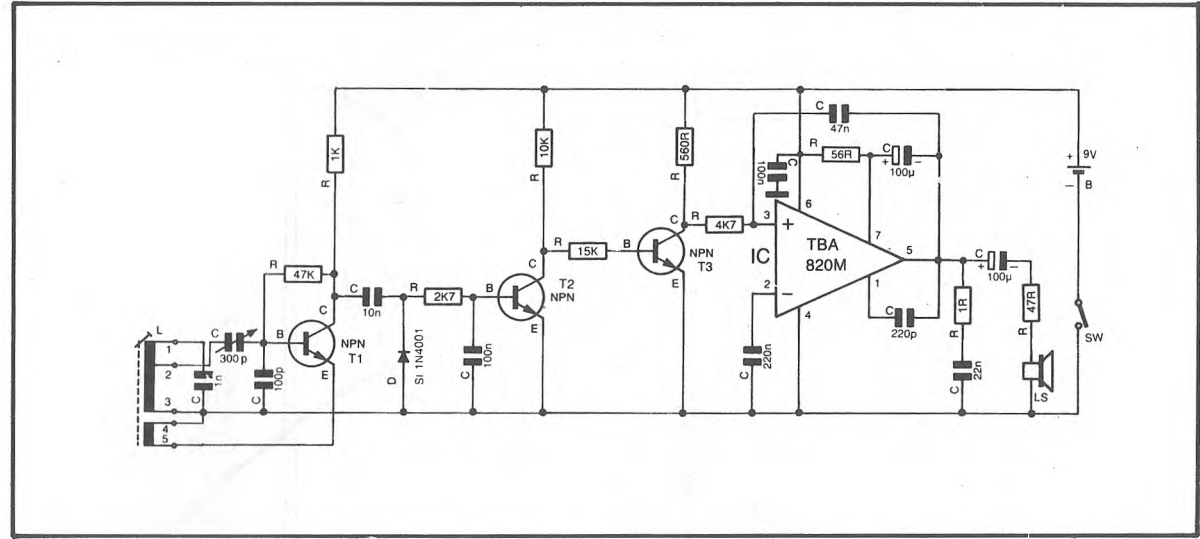 1K
R
R
47K
C
B
C
NPN
T1
E
L
1
2
3
4
5
C
300p
1n
C
100p
C
C
10n
R
2K7
D
SI 1N4001
B
100n
C
10K
R
C
T2
NPN
E
R
15K
B
560R
R
C
NPN
T3
E
R
4K7
C
47n
C
100n
R
56R
C
+
−
100µ
6
3
+
7
TBA
820M
5
IC
2
−
4
1
C
220p
220n
C
C
+
−
100µ
1R
R
22n
C
47R
R
LS
+
9V
−
B
SW